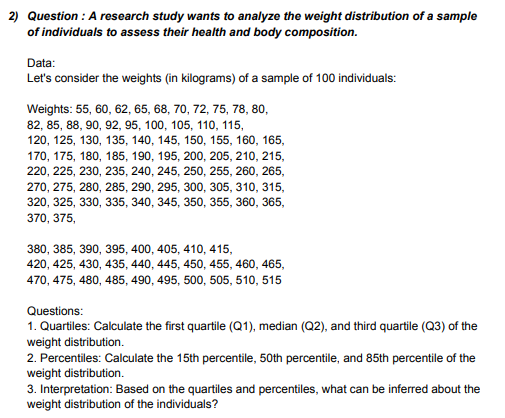 2) Question : A research study wants to analyze the weight distribution of a sample
of individuals to assess their health and body composition.
Data:
Let's consider the weights (in kilograms) of a sample of 100 individuals:
Weights: 55, 60, 62, 65, 68, 70, 72, 75, 78, 80,
82, 85, 88, 90, 92, 95, 100, 105, 110, 115,
120, 125, 130, 135, 140, 145, 150, 155, 160, 165,
170, 175, 180, 185, 190, 195, 200, 205, 210, 215,
220, 225, 230, 235, 240, 245, 250, 255, 260, 265,
270, 275, 280, 285, 290, 295, 300, 305, 310, 315,
320, 325, 330, 335, 340, 345, 350, 355, 360, 365,
370, 375,
380, 385, 390, 395, 400, 405, 410, 415,
420, 425, 430, 435, 440, 445, 450, 455, 460, 465,
470, 475, 480, 485, 490, 495, 500, 505, 510, 515
Questions:
1. Quartiles: Calculate the first quartile (Q1), median (Q2), and third quartile (Q3) of the
weight distribution.
2. Percentiles: Calculate the 15th percentile, 50th percentile, and 85th percentile of the
weight distribution.
3. Interpretation: Based on the quartiles and percentiles, what can be inferred about the
weight distribution of the individuals?